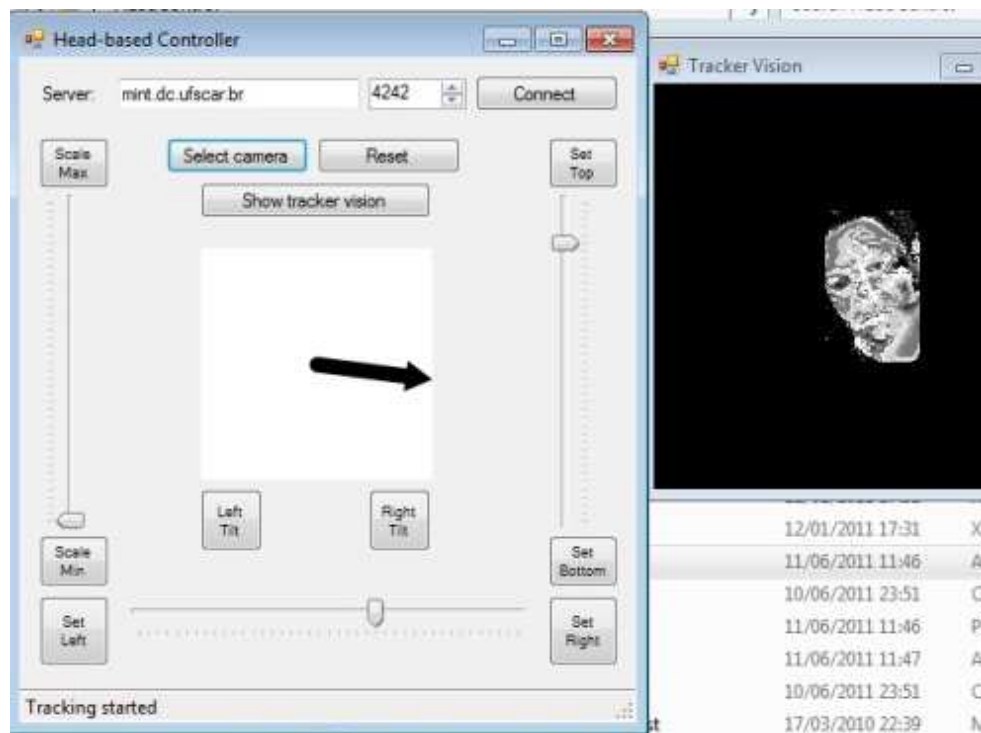 Head-based Controller
Server: mint.dc.ufscar.br 4242 Connect
Scale Max
Select camera Reset
Set Top
Show tracker vision
Left Tilt
Right Tilt
Scale Min
Set Bottom
Set Left
Set Right
Tracking started
Tracker Vision
12/01/2011 17:31 X
11/06/2011 11:46 A
10/06/2011 23:51 C
11/06/2011 11:46 P
11/06/2011 11:47 A
10/06/2011 23:51 C
st 17/03/2010 22:39